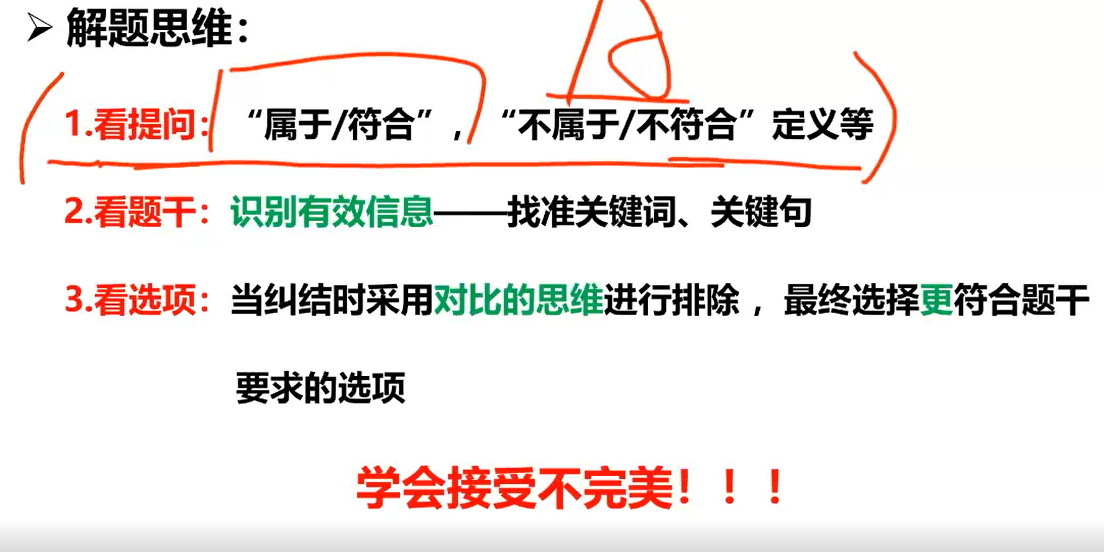 ➢ 解题思维：
1.看提问：“属于/符合”，“不属于/不符合”定义等
2.看题干：识别有效信息——找准关键词、关键句
3.看选项：当纠结时采用对比的思维进行排除，最终选择更符合题干
要求的选项
学会接受不完美！！！